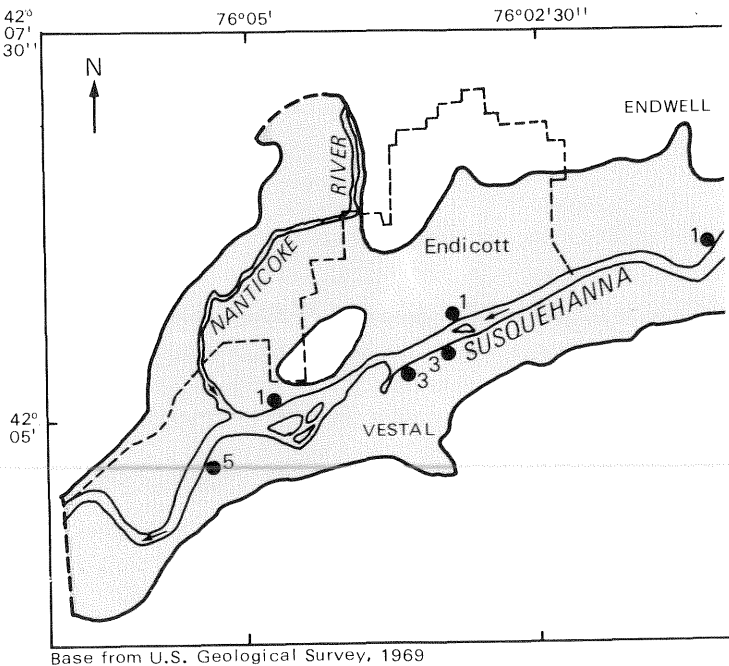 42°
07'
30''
76°05'
76°02'30''
N
ENDWELL
RIVER
1
Endicott
NANTICOKE
1
SUSQUEHANNA
3
3
1
42°
05'
VESTAL
5
Base from U.S. Geological Survey, 1969